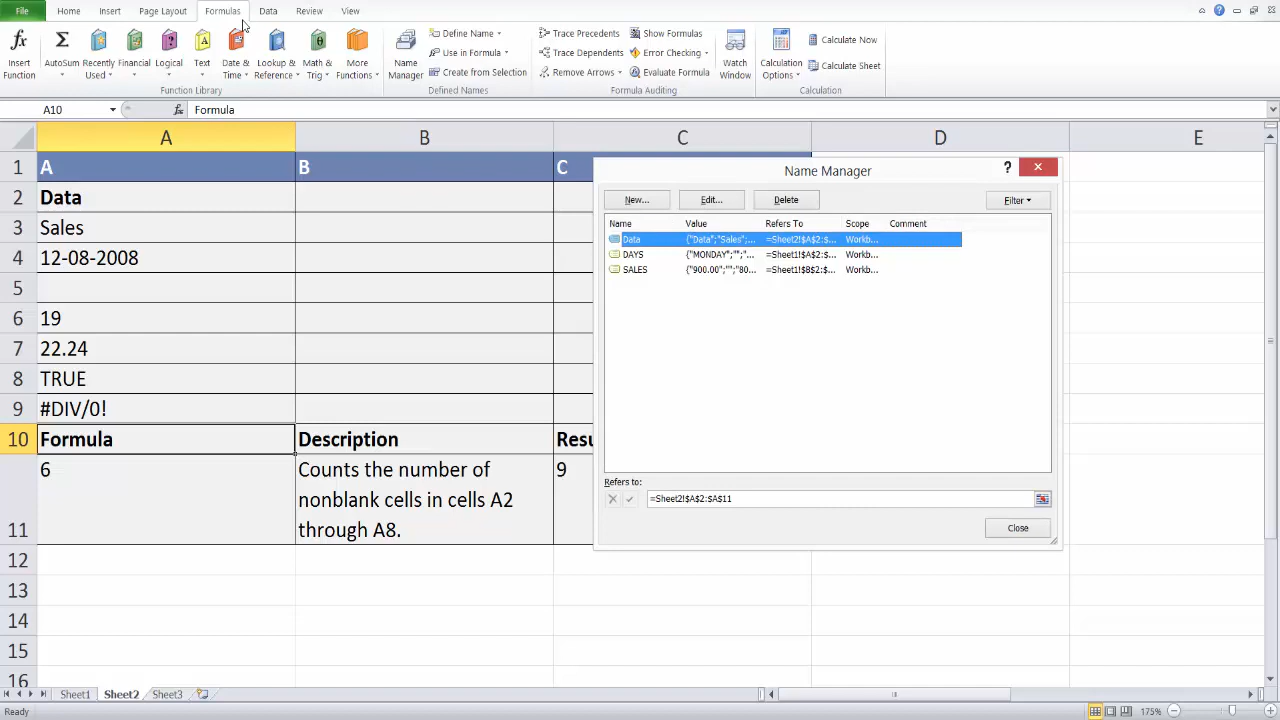 File Home Insert Page Layout Formulas Data Review View
fx Σ θ A ?
Insert Function AutoSum Recently Used Financial Logical Text Date & Time Lookup & Reference Math & Trig More Functions
Function Library
Name Manager
Define Name
Use in Formula
Create from Selection
Defined Names
Trace Precedents
Trace Dependents
Remove Arrows
Show Formulas
Error Checking
Evaluate Formula
Formula Auditing
Watch Window
Calculation Options
Calculate Now
Calculate Sheet
Calculation
A10 fx Formula
A B C D E
1 A B C
2 Data
3 Sales
4 12-08-2008
5
6 19
7 22.24
8 TRUE
9 #DIV/0!
10 Formula Description Resu
11 6 Counts the number of 9
nonblank cells in cells A2
through A8.
12
13
14
15
16
Name Manager
?
New... Edit... Delete Filter
Name Value Refers To Scope Comment
Data {"Data";"Sales";... =Sheet2!$A$2:$... Workb...
DAYS {"MONDAY";"";"... =Sheet1!$A$2:$... Workb...
SALES {"900.00";"";"80... =Sheet1!$B$2:$... Workb...
Refers to:
=Sheet2!$A$2:$A$11
Close
Sheet1 Sheet2 Sheet3
Ready 175%